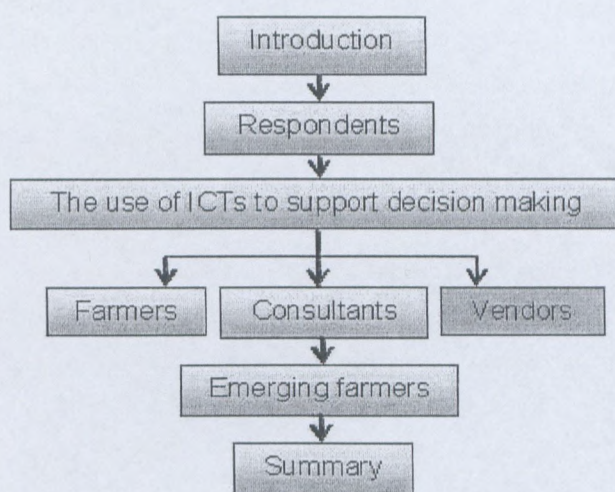 Introduction
Respondents
The use of ICTs to support decision making
Farmers
Consultants
Vendors
Emerging farmers
Summary